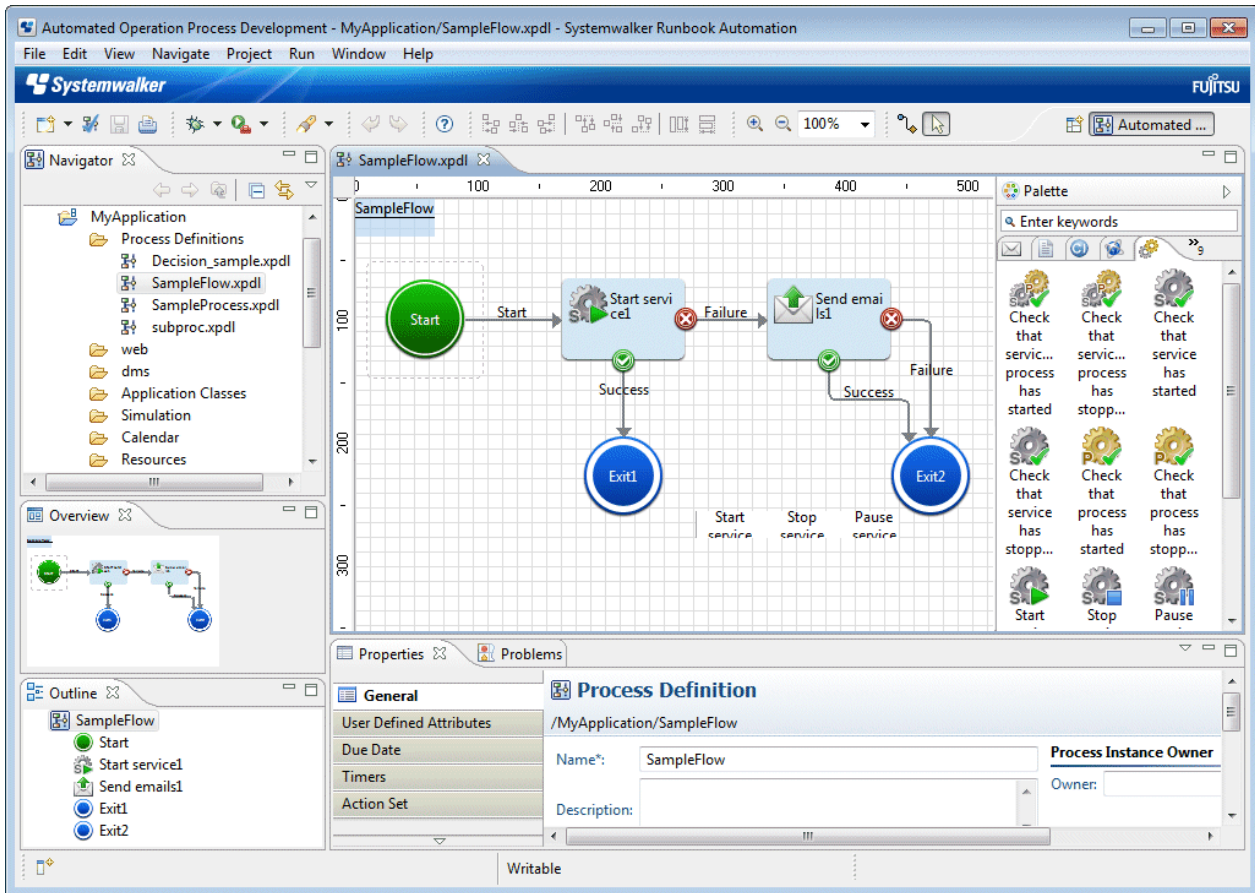 Automated Operation Process Development - MyApplication/SampleFlow.xpdl - Systemwalker Runbook Automation
File Edit View Navigate Project Run Window Help
Systemwalker
FUJITSU
100%
Automated ...
Navigator
MyApplication
Process Definitions
Decision_sample.xpdl
SampleFlow.xpdl
SampleProcess.xpdl
subproc.xpdl
web
dms
Application Classes
Simulation
Calendar
Resources
Overview
Outline
SampleFlow
Start
Start service1
Send emails1
Exit1
Exit2
SampleFlow.xpdl
0 100 200 300 400 500
100
200
300
SampleFlow
Start
Start
Start servi
ce1
Failure
Send emai
ls1
Failure
Success
Success
Exit1
Exit2
Start Stop Pause
service service service
Palette
Enter keywords
9
Check
that
servic...
process
has
started
Check
that
servic...
process
has
stopp...
Check
that
service
has
started
Check
that
service
has
stopp...
Check
that
process
has
started
Check
that
process
has
stopp...
Start
Stop
Pause
Properties
Problems
General
User Defined Attributes
Due Date
Timers
Action Set
Process Definition
/MyApplication/SampleFlow
Name*:
SampleFlow
Description:
Process Instance Owner
Owner:
Writable